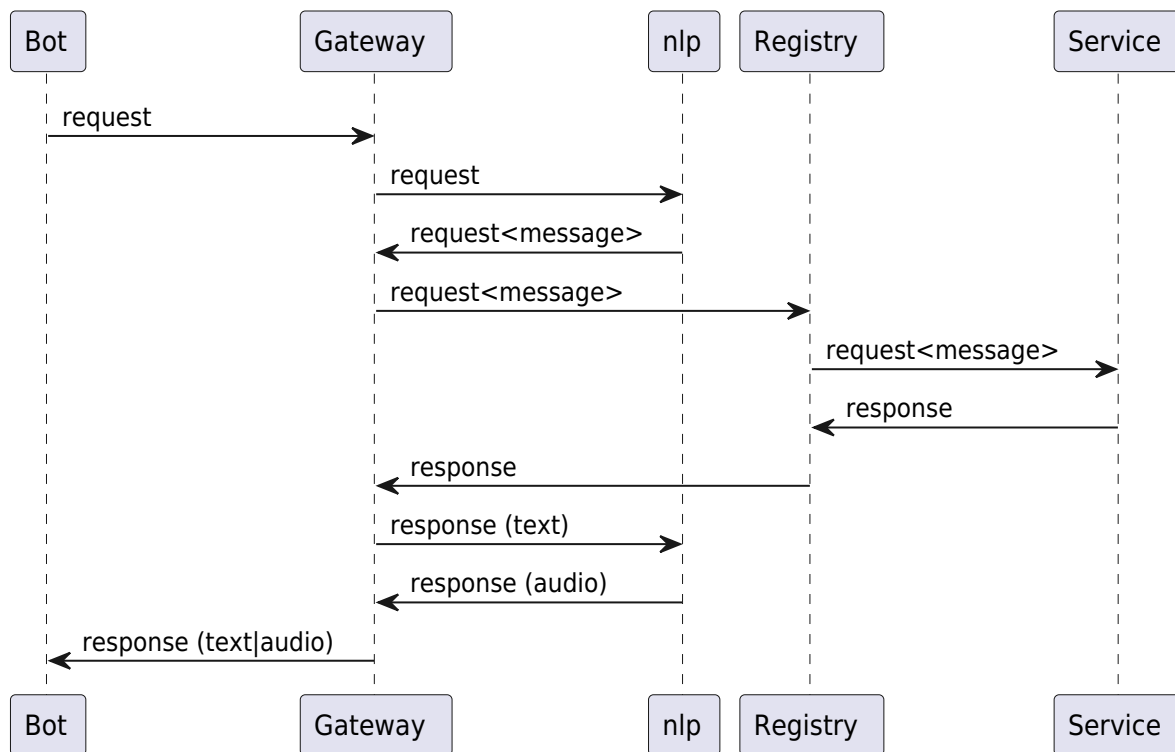 Bot Gateway nlp Registry Service
request
request
request<message>
request<message>
request<message>
response
response
response (text)
response (audio)
response (text|audio)
Bot Gateway nlp Registry Service